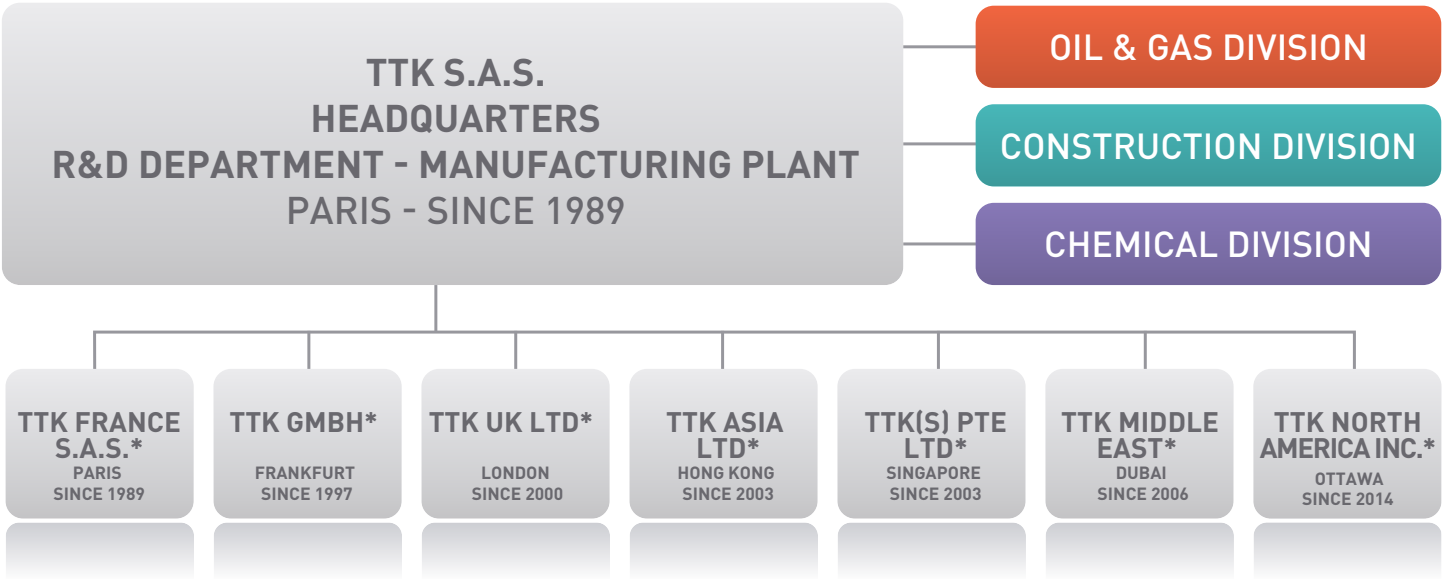 TTK S.A.S.
HEADQUARTERS
R&D DEPARTMENT - MANUFACTURING PLANT
PARIS - SINCE 1989
OIL & GAS DIVISION
CONSTRUCTION DIVISION
CHEMICAL DIVISION
TTK FRANCE
S.A.S.*
PARIS
SINCE 1989
TTK GMBH*
FRANKFURT
SINCE 1997
TTK UK LTD*
LONDON
SINCE 2000
TTK ASIA
LTD*
HONG KONG
SINCE 2003
TTK(S) PTE
LTD*
SINGAPORE
SINCE 2003
TTK MIDDLE
EAST*
DUBAI
SINCE 2006
TTK NORTH
AMERICA INC.*
OTTAWA
SINCE 2014